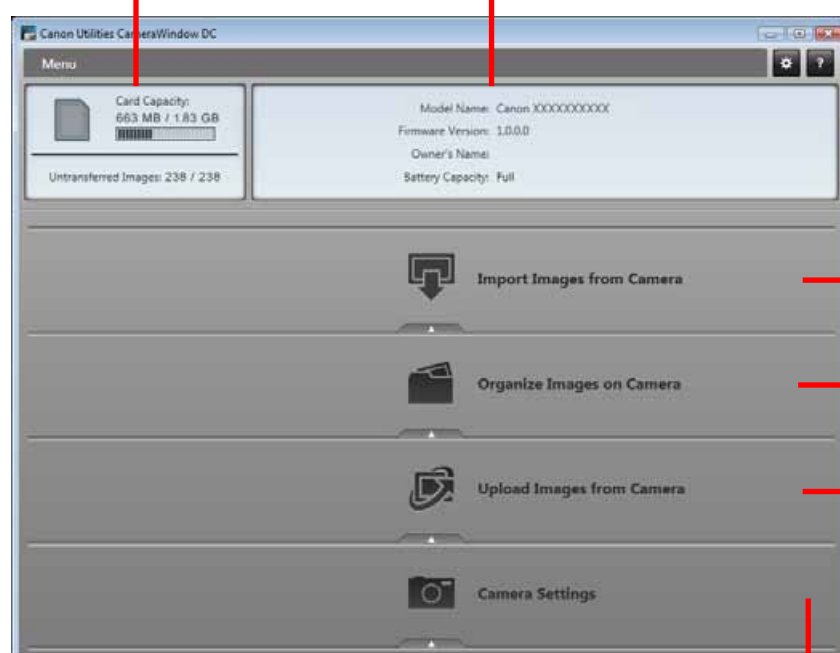 Canon Utilities CameraWindow DC
Menu
?
Card Capacity:
663 MB / 1.83 GB
Untransferred Images: 238 / 238
Model Name: Canon XXXXXXXXXX
Firmware Version: 1.0.0.0
Owner's Name:
Battery Capacity: Full
Import Images from Camera
Organize Images on Camera
Upload Images from Camera
Camera Settings